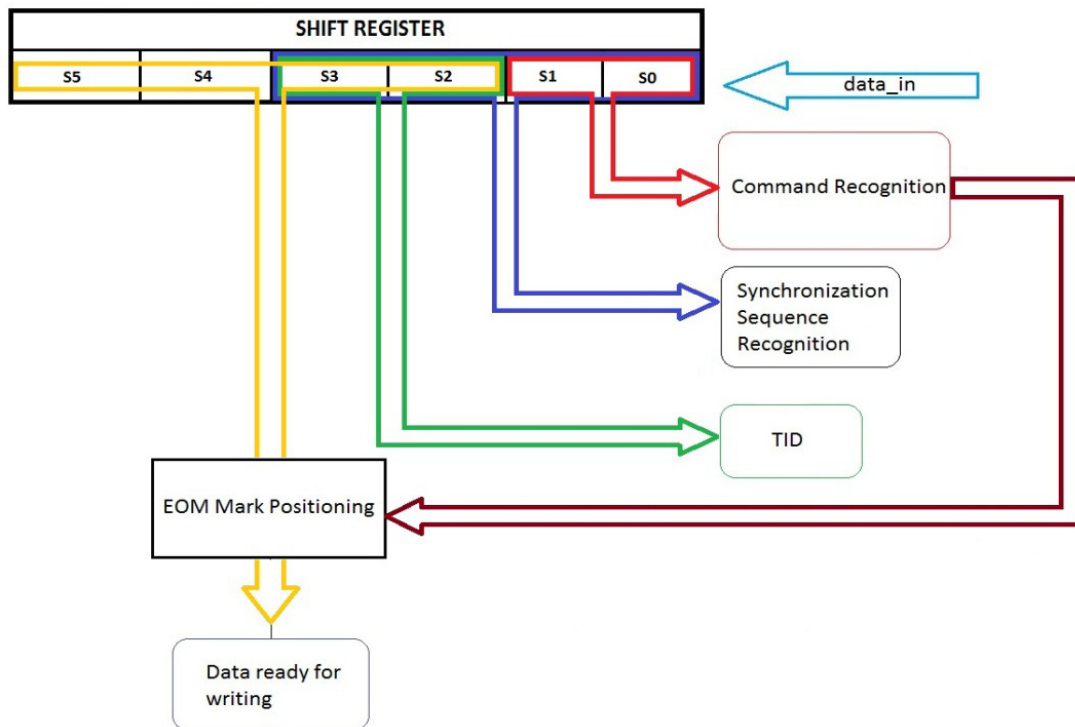 SHIFT REGISTER
S5 S4 S3 S2 S1 S0
data_in
Command Recognition
Synchronization
Sequence
Recognition
TID
EOM Mark Positioning
Data ready for
writing